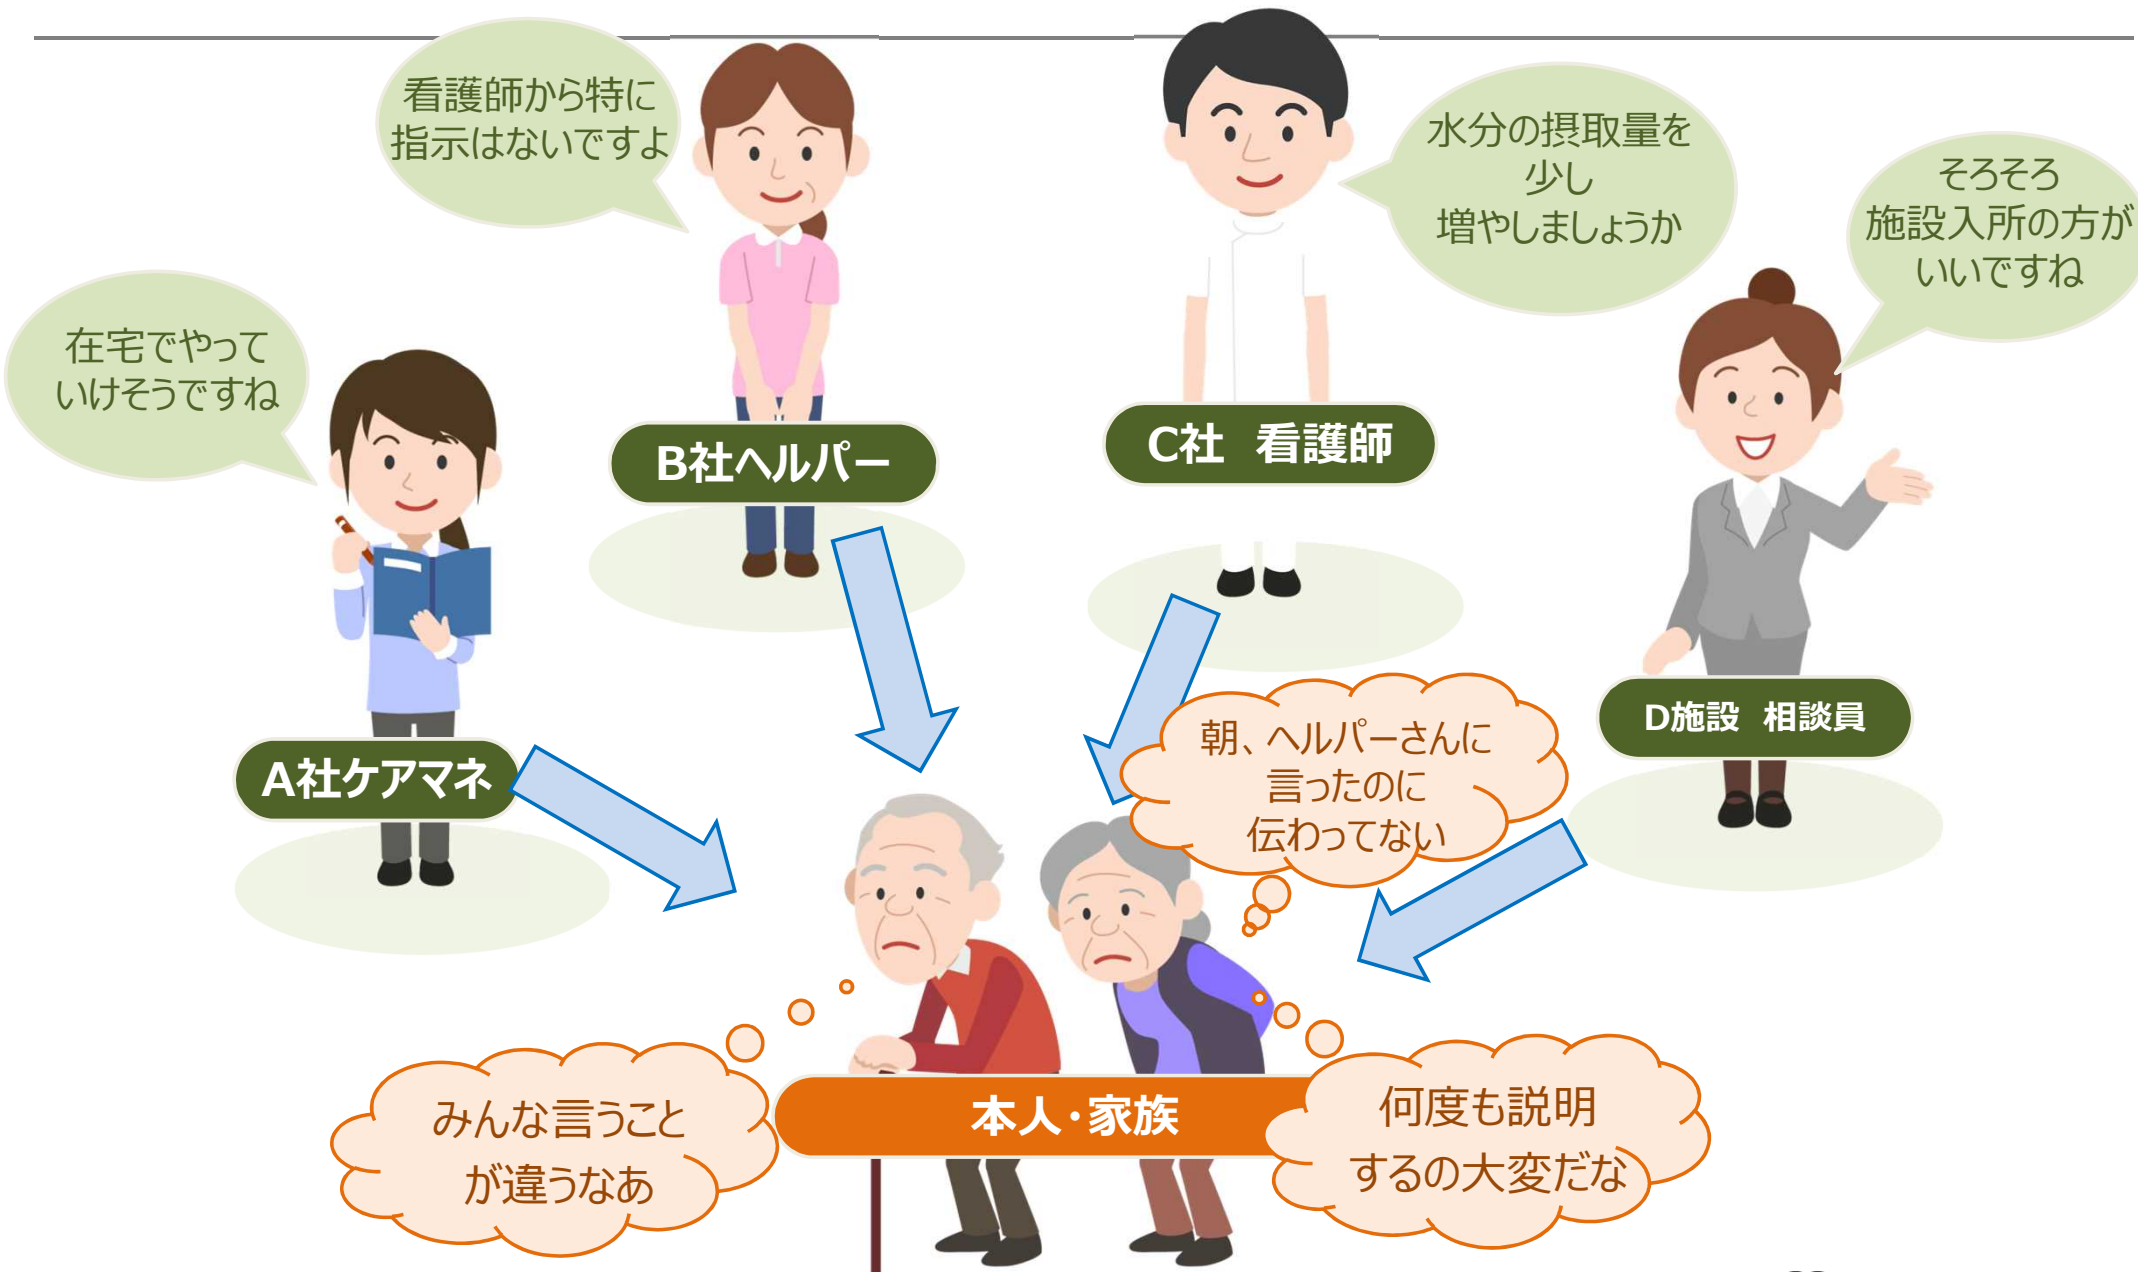 看護師から特に
指示はないですよ
水分の摂取量を
少し
増やしましょうか
そろそろ
施設入所の方が
いいですね
在宅でやって
いけそうですね
B社ヘルパー
C社 看護師
D施設 相談員
A社ケアマネ
朝、ヘルパーさんに
言ったのに
伝わってない
みんな言うこと
が違うなあ
本人・家族
何度も説明
するの大変だな